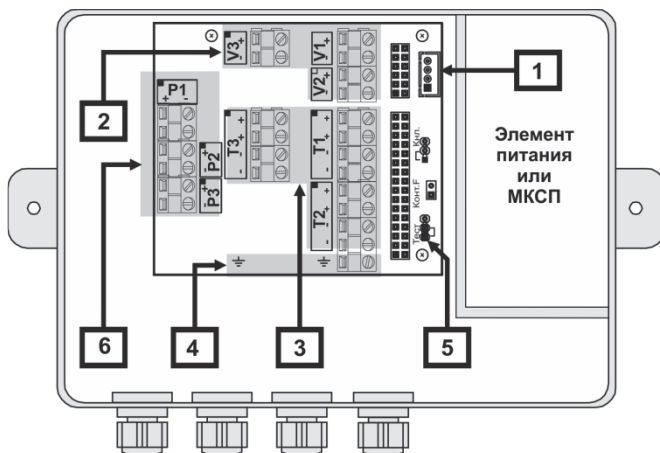 V3
+
-
V1
+
V2
+
-
1
2
P1
+ -
P2
+
-
P3
+
-
T3
+
+
-
-
T1
+
+
-
-
T2
+
+
-
-
Кнл.
Конт.F
Тест
Элемент
питания
или
МКСП
6
4
3
5